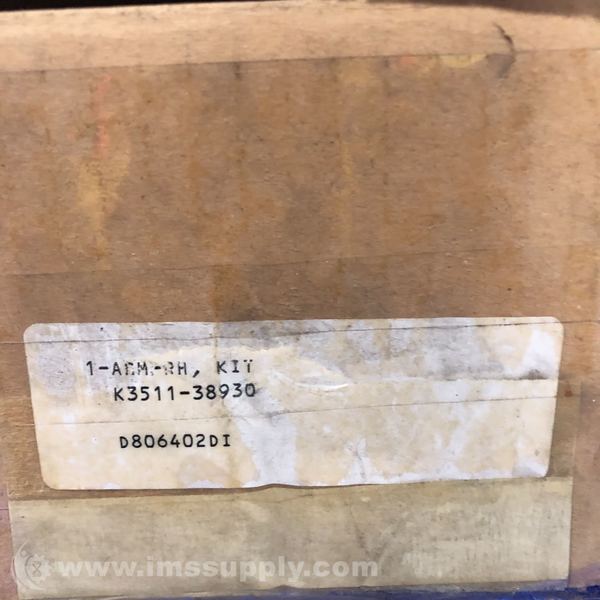 1-ARM-RH, KIT
K3511-38930
D806402DI
www.imssupply.com